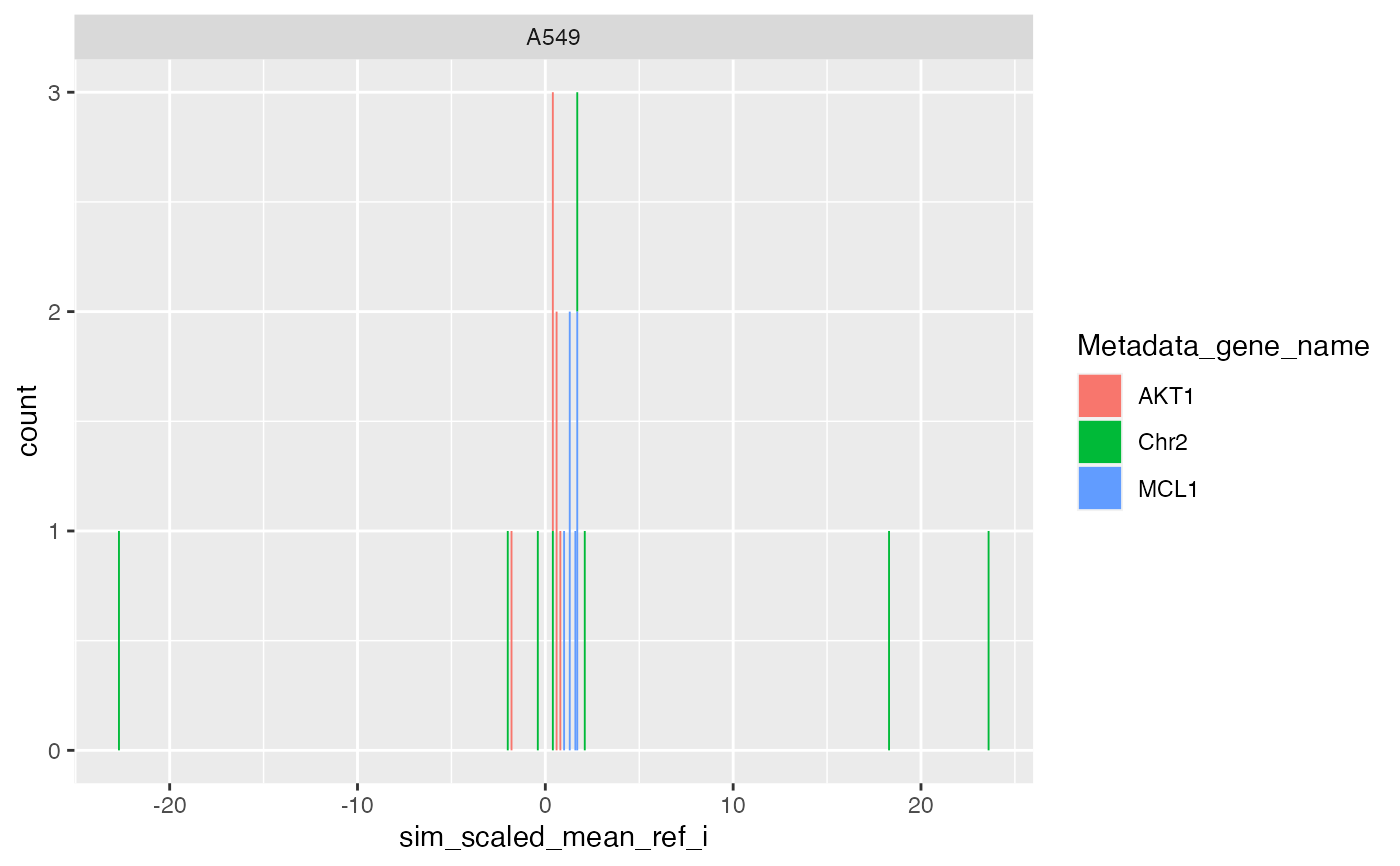 A549
3
2
1
0
count
-20 -10 0 10 20
sim_scaled_mean_ref_i
Metadata_gene_name
AKT1
Chr2
MCL1